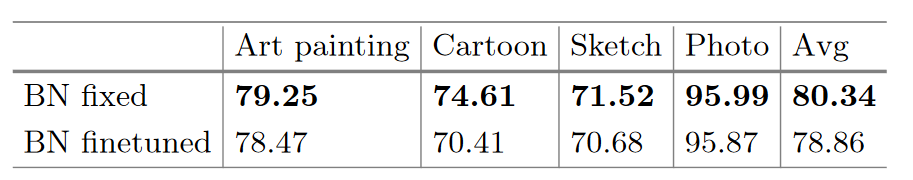 Art painting Cartoon Sketch Photo Avg
BN fixed 79.25 74.61 71.52 95.99 80.34
BN finetuned 78.47 70.41 70.68 95.87 78.86